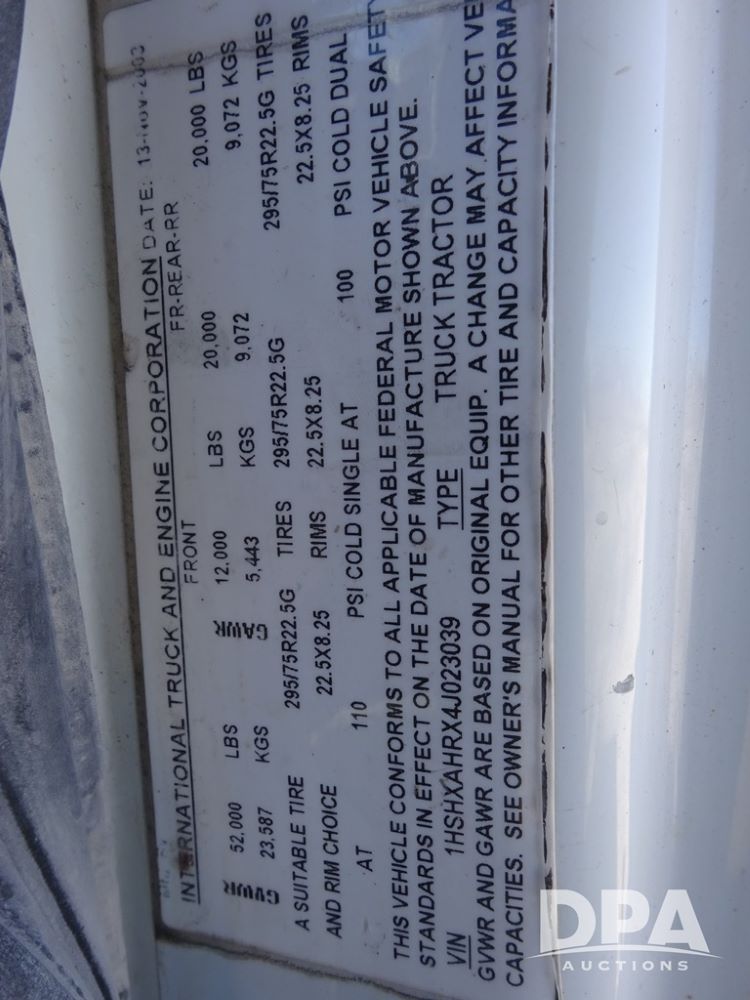 INTERNATIONAL TRUCK AND ENGINE CORPORATION DATE: 13-NOV-2003
FRONT FR-REAR-RR
GVWR 52,000 LBS GAWR 12,000 LBS 20,000 20,000 LBS
23,587 KGS 5,443 KGS 9,072 9,072 KGS
A SUITABLE TIRE 295/75R22.5G TIRES 295/75R22.5G 295/75R22.5G TIRES
AND RIM CHOICE 22.5X8.25 RIMS 22.5X8.25 22.5X8.25 RIMS
AT 110 PSI COLD SINGLE AT 100 PSI COLD DUAL
THIS VEHICLE CONFORMS TO ALL APPLICABLE FEDERAL MOTOR VEHICLE SAFETY
STANDARDS IN EFFECT ON THE DATE OF MANUFACTURE SHOWN ABOVE.
VIN 1HSHXAHRX4J023039 TYPE TRUCK TRACTOR
GVWR AND GAWR ARE BASED ON ORIGINAL EQUIP. A CHANGE MAY AFFECT VE
CAPACITIES. SEE OWNER'S MANUAL FOR OTHER TIRE AND CAPACITY INFORMA
DPA
AUCTIONS